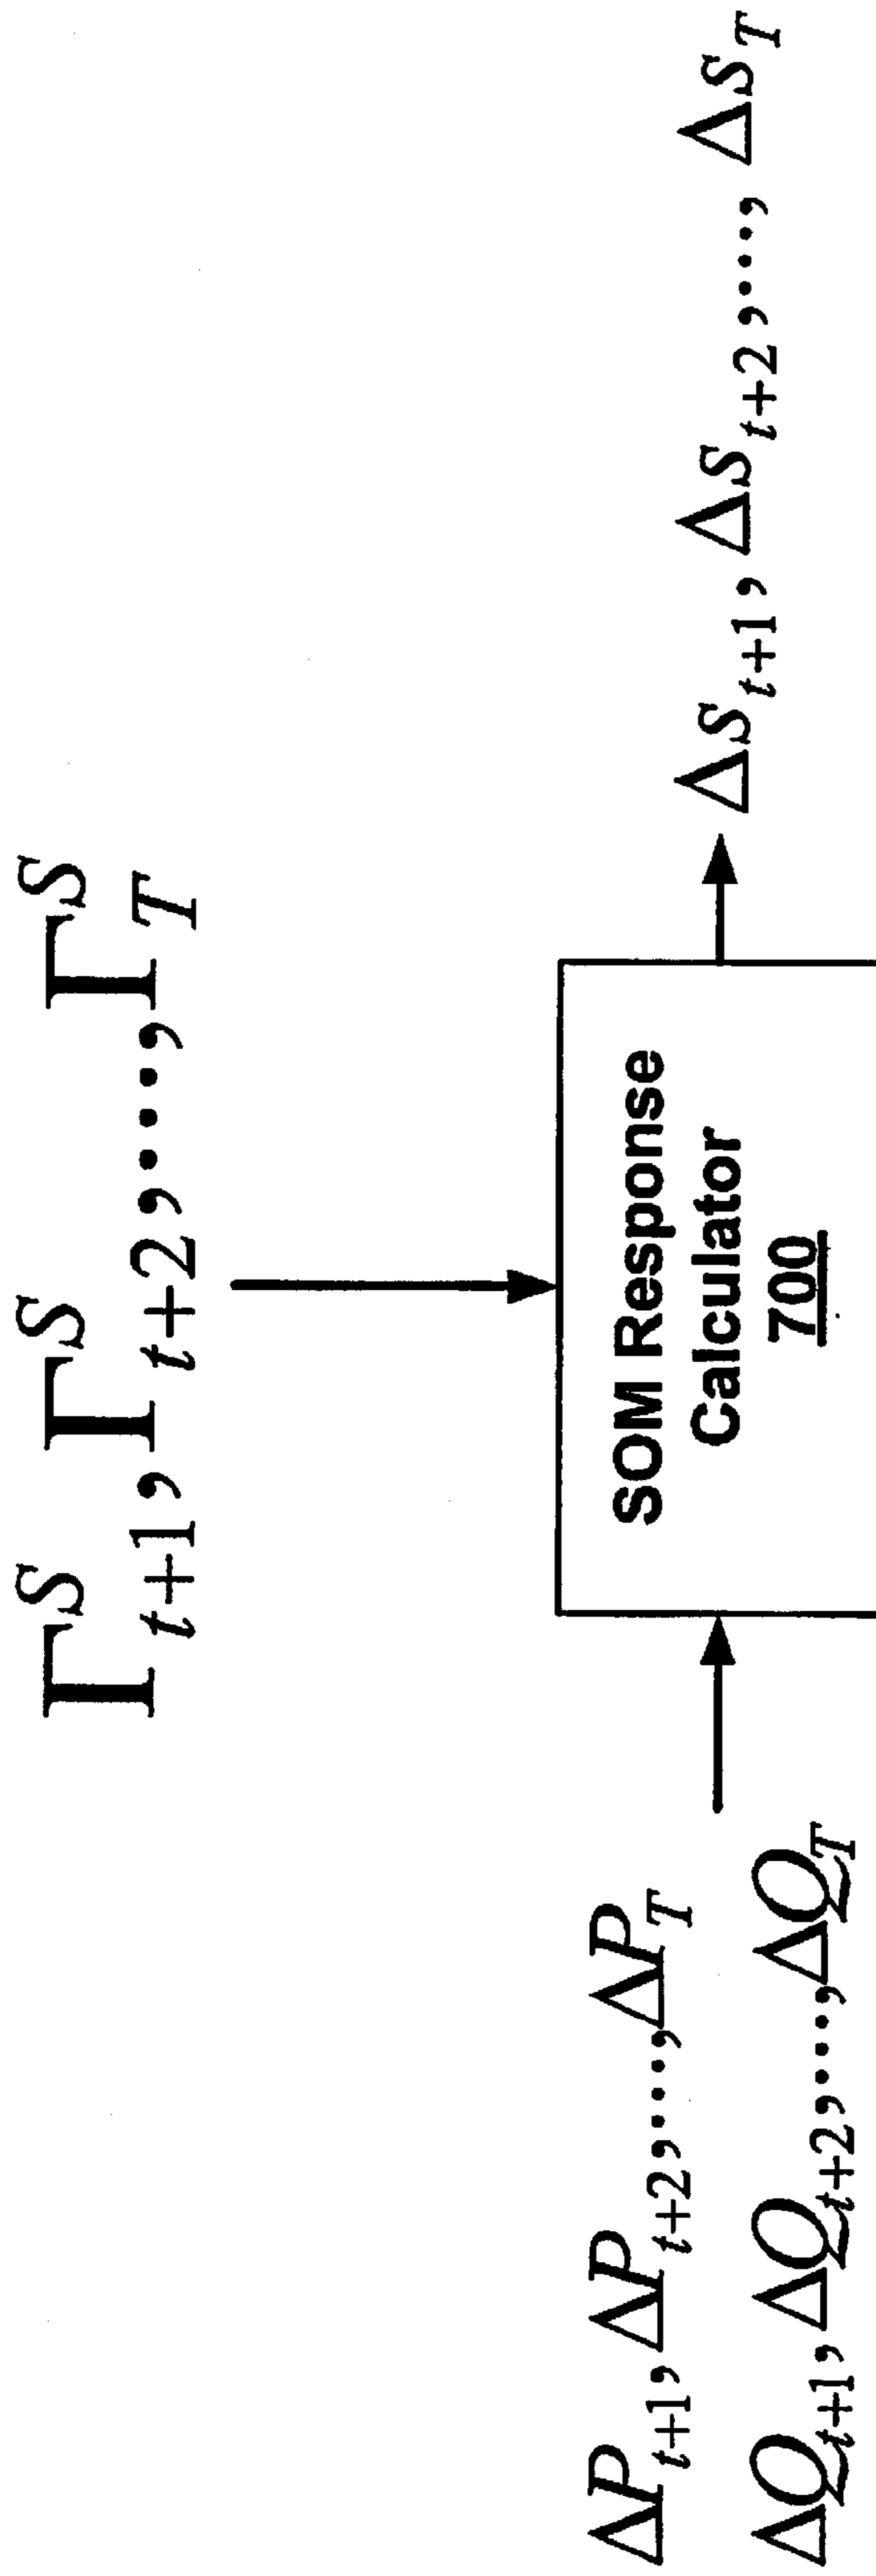 Γ^S_{t+1}, Γ^S_{t+2},..., Γ^S_T
ΔP_{t+1}, ΔP_{t+2},..., ΔP_T
ΔQ_{t+1}, ΔQ_{t+2},..., ΔQ_T
SOM Response
Calculator
700
Δs_{t+1}, Δs_{t+2},..., Δs_T